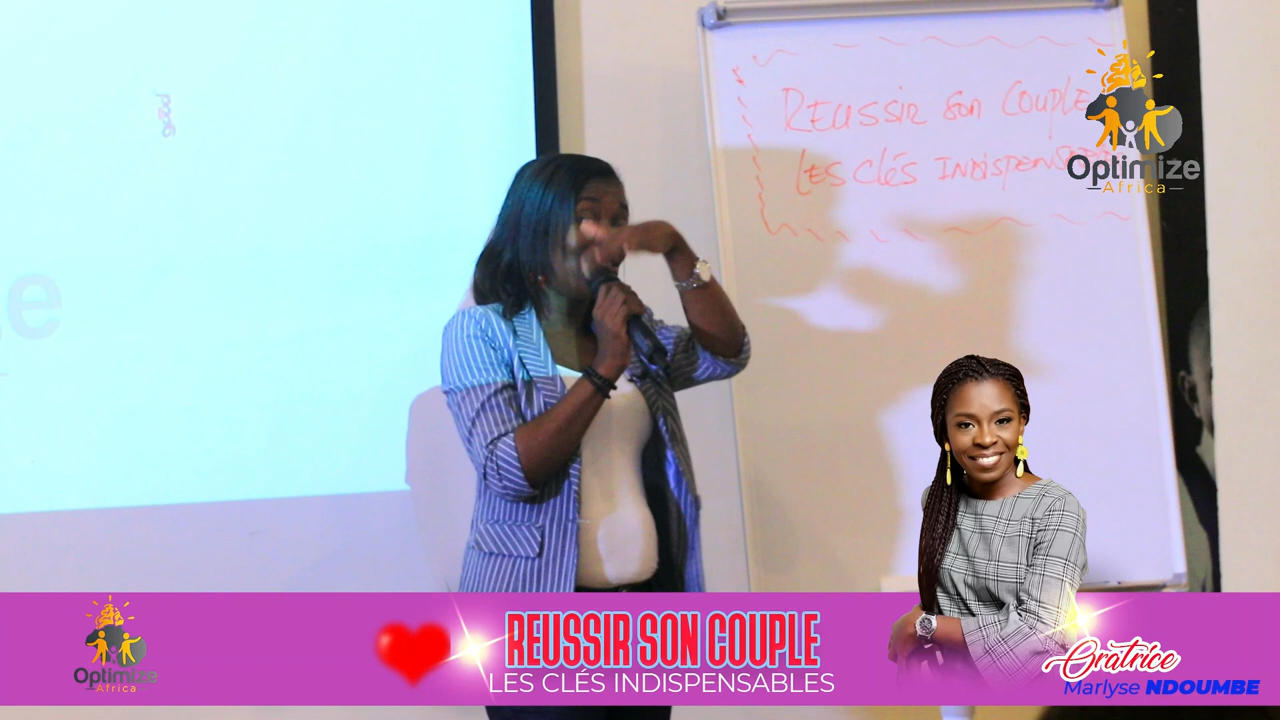 good
REUSSIR SON COUPLE
LES CLÉS INDISPENSABLES
Optimize
Africa
Optimize
Africa
REUSSIR SON COUPLE
LES CLÉS INDISPENSABLES
Oratrice
Marlyse NDOUMBE